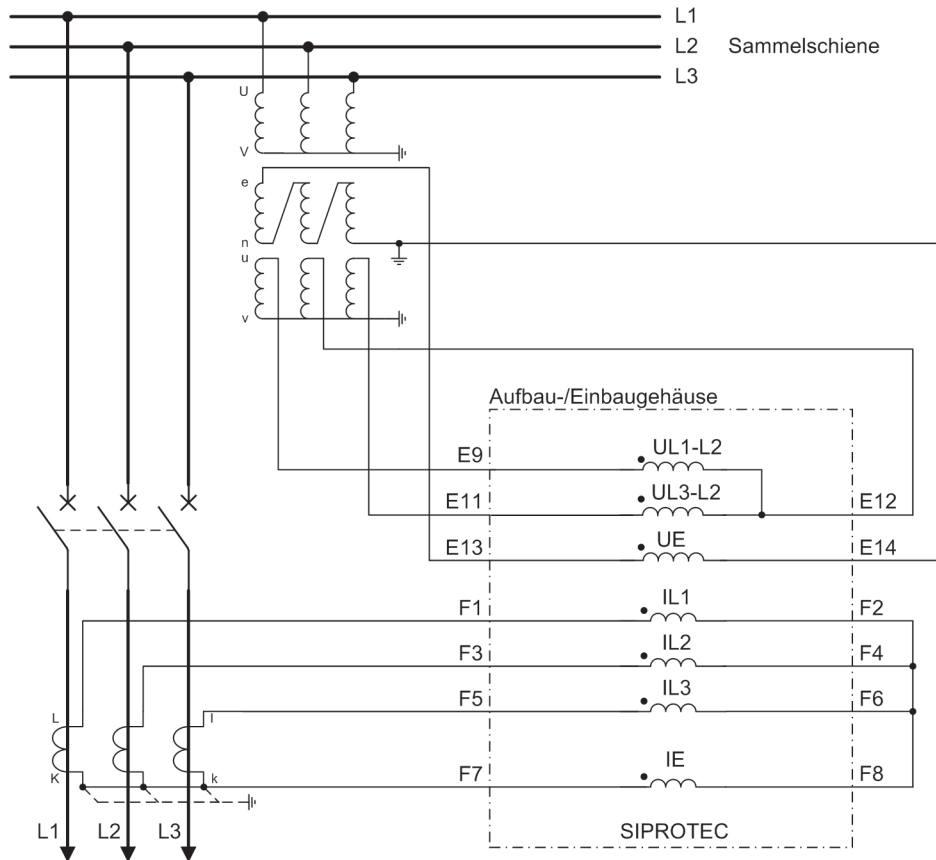 L1
L2 Sammelschiene
L3
U
V
e
n
u
v
Aufbau-/Einbaugehäuse
E9 UL1-L2
E11 UL3-L2 E12
E13 UE E14
F1 IL1 F2
F3 IL2 F4
F5 IL3 F6
L l
K k
F7 IE F8
L1 L2 L3 SIPROTEC